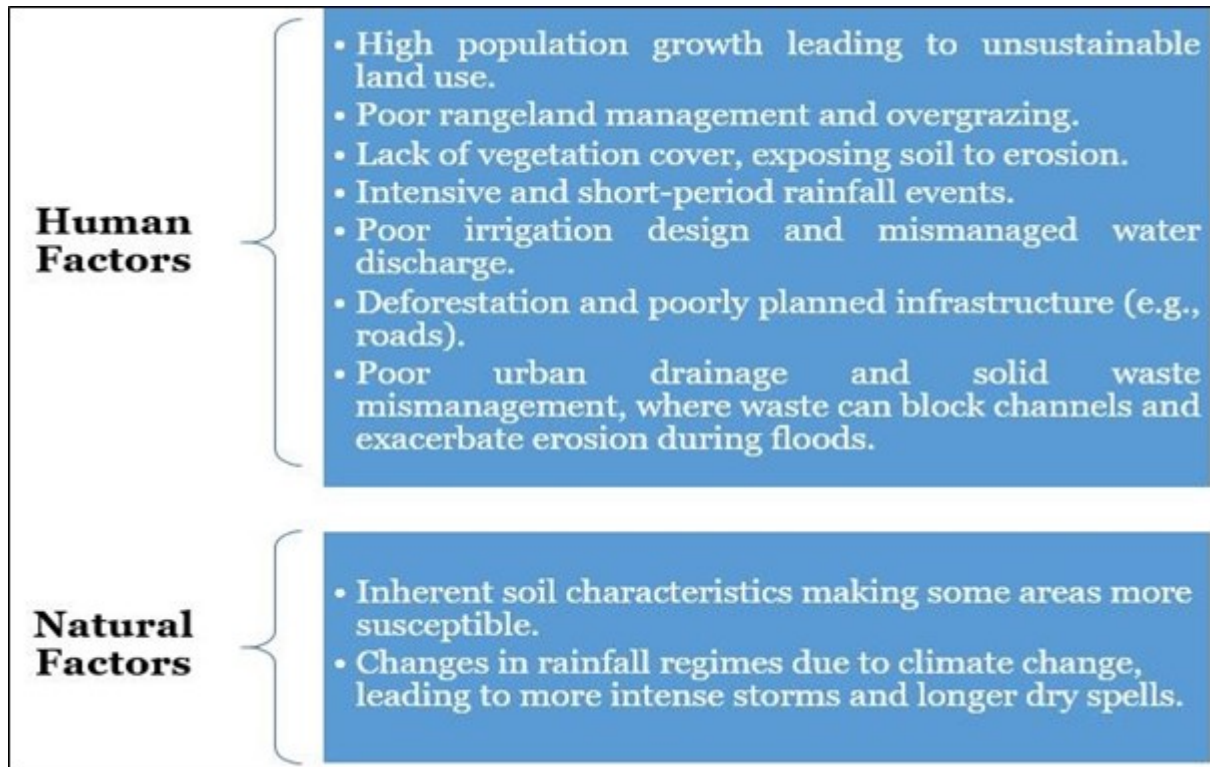 Human
Factors
• High population growth leading to unsustainable
land use.
• Poor rangeland management and overgrazing.
• Lack of vegetation cover, exposing soil to erosion.
• Intensive and short-period rainfall events.
• Poor irrigation design and mismanaged water
discharge.
• Deforestation and poorly planned infrastructure (e.g.,
roads).
• Poor urban drainage and solid waste
mismanagement, where waste can block channels and
exacerbate erosion during floods.
Natural
Factors
• Inherent soil characteristics making some areas more
susceptible.
• Changes in rainfall regimes due to climate change,
leading to more intense storms and longer dry spells.